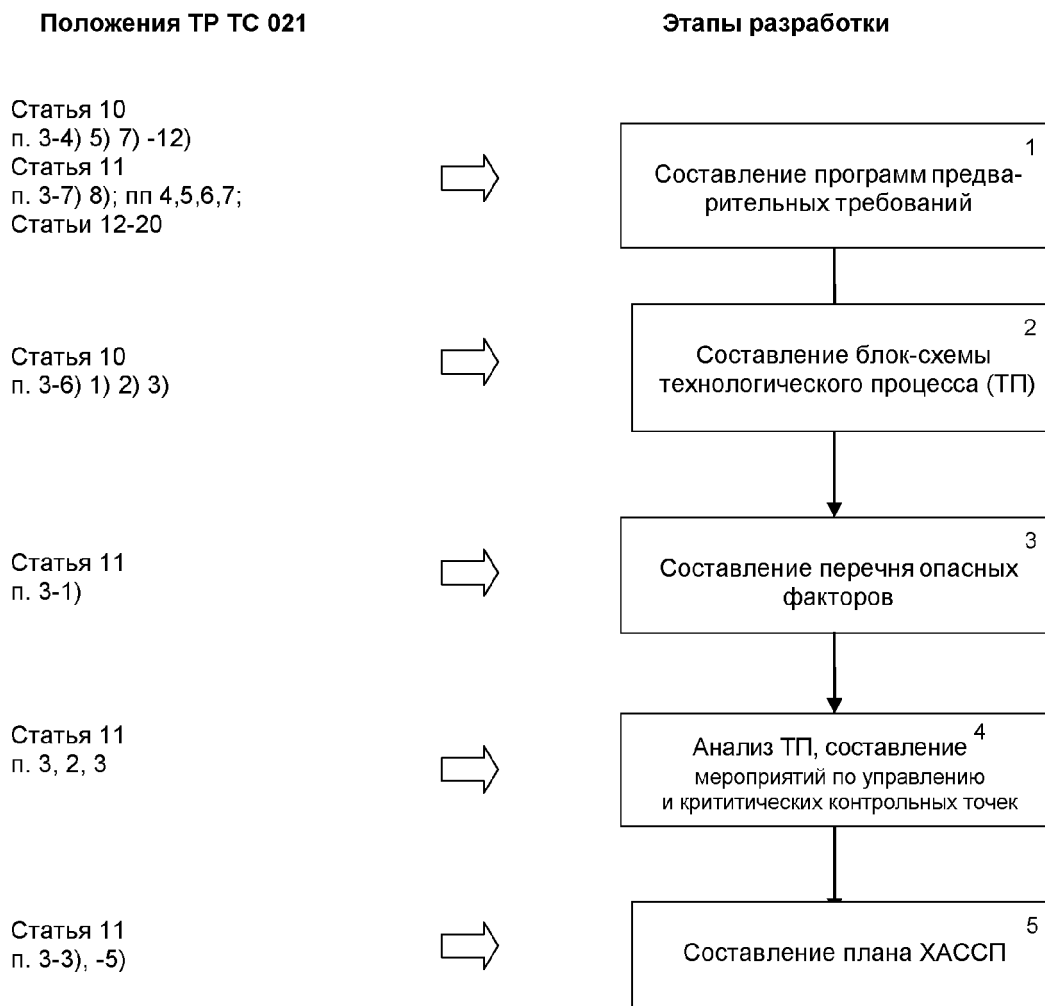 Положения ТР ТС 021
Этапы разработки
Статья 10
п. 3-4) 5) 7) -12)
Статья 11
п. 3-7) 8); пп 4,5,6,7;
Статьи 12-20
1
Составление программ предва-
рительных требований
Статья 10
п. 3-6) 1) 2) 3)
2
Составление блок-схемы
технологического процесса (ТП)
Статья 11
п. 3-1)
3
Составление перечня опасных
факторов
Статья 11
п. 3, 2, 3
4
Анализ ТП, составление
мероприятий по управлению
и крититических контрольных точек
Статья 11
п. 3-3), -5)
5
Составление плана ХАССП